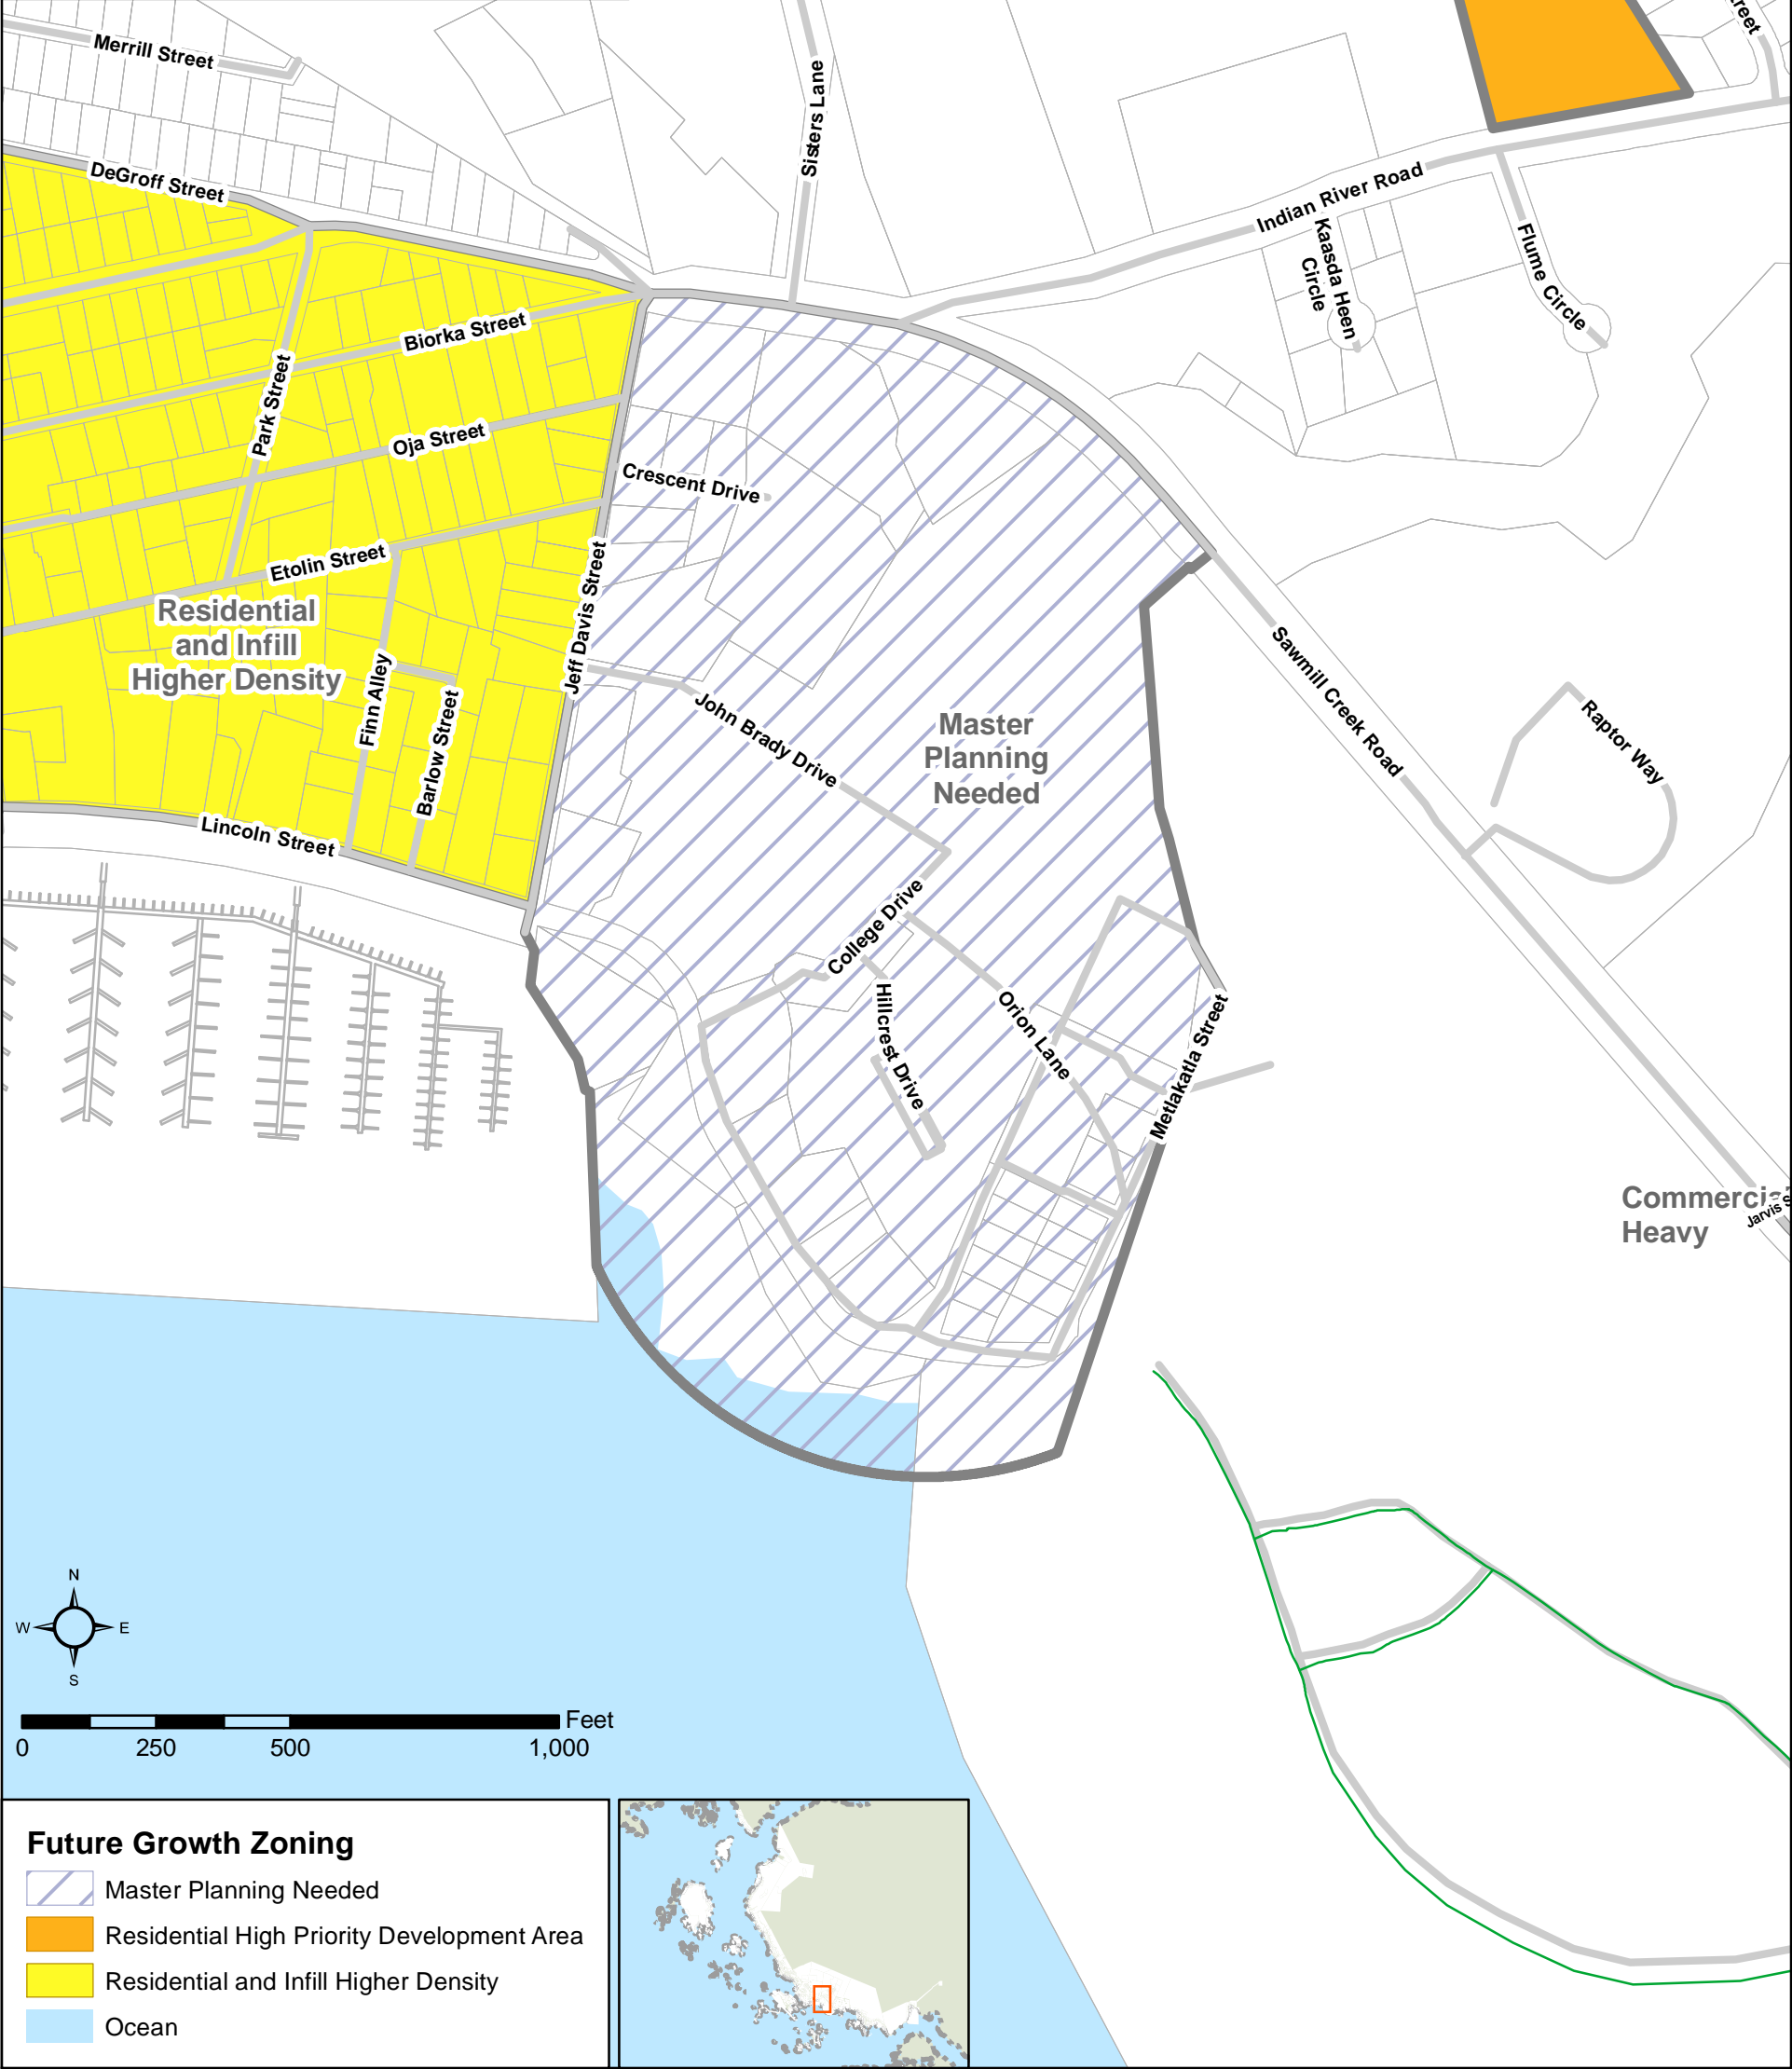 Merrill Street
DeGroff Street
Sisters Lane
Indian River Road
Kaasda Heen
Circle
Flume Circle
Biorka Street
Park Street
Oja Street
Crescent Drive
Etolin Street
Residential
and Infill
Higher Density
Jeff Davis Street
Finn Alley
Barlow Street
Lincoln Street
John Brady Drive
Master
Planning
Needed
Sawmill Creek Road
Raptor Way
College Drive
Hillcrest Drive
Orion Lane
Metlakatla Street
Commercial
Heavy
Jarvis S
N
W
E
S
Feet
0 250 500 1,000
Future Growth Zoning
Master Planning Needed
Residential High Priority Development Area
Residential and Infill Higher Density
Ocean